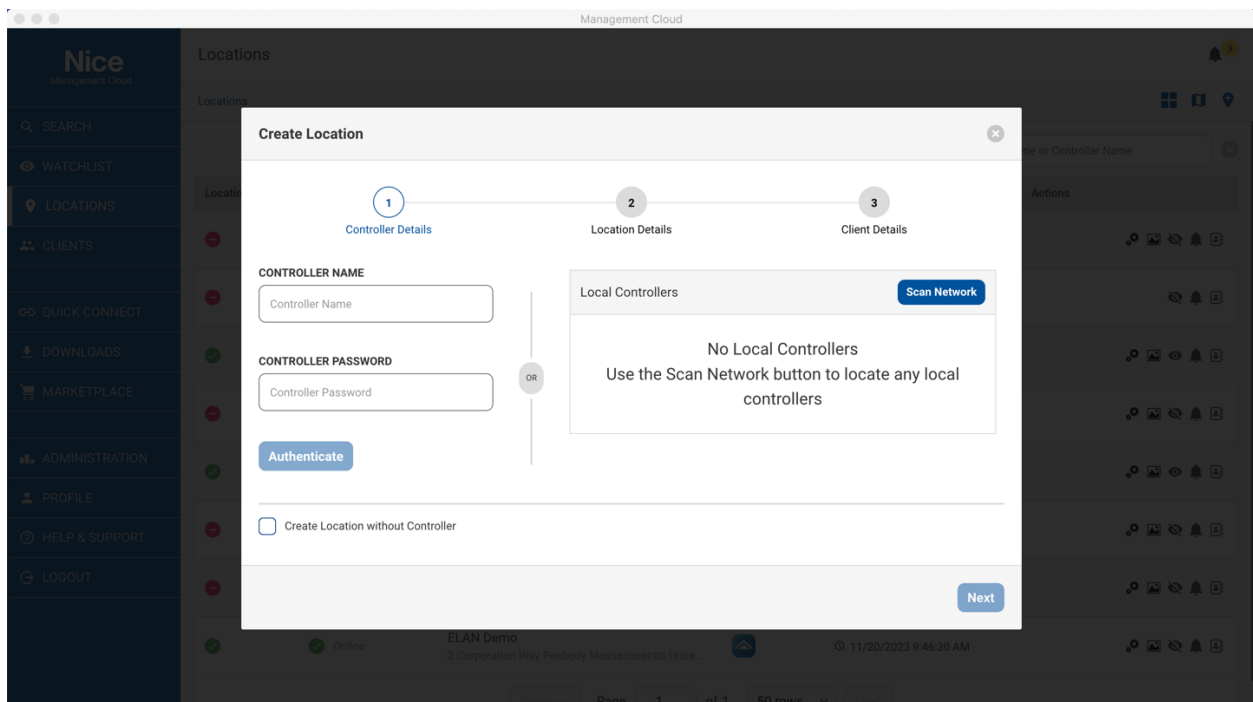 Management Cloud
Nice
Management Cloud
Locations
3
Locations
SEARCH
WATCHLIST
LOCATIONS
CLIENTS
QUICK CONNECT
DOWNLOADS
MARKETPLACE
ADMINISTRATION
PROFILE
HELP & SUPPORT
LOGOUT
me or Controller Name
Locatio
Actions
Create Location
1
2
3
Controller Details
Location Details
Client Details
CONTROLLER NAME
Controller Name
CONTROLLER PASSWORD
Controller Password
Authenticate
OR
Local Controllers
Scan Network
No Local Controllers
Use the Scan Network button to locate any local
controllers
Create Location without Controller
Next
Online
ELAN Demo
3 Corporation Way Peabody Massachusetts Unite...
11/20/2023 9:46:30 AM
Page 1 of 1 50 rows